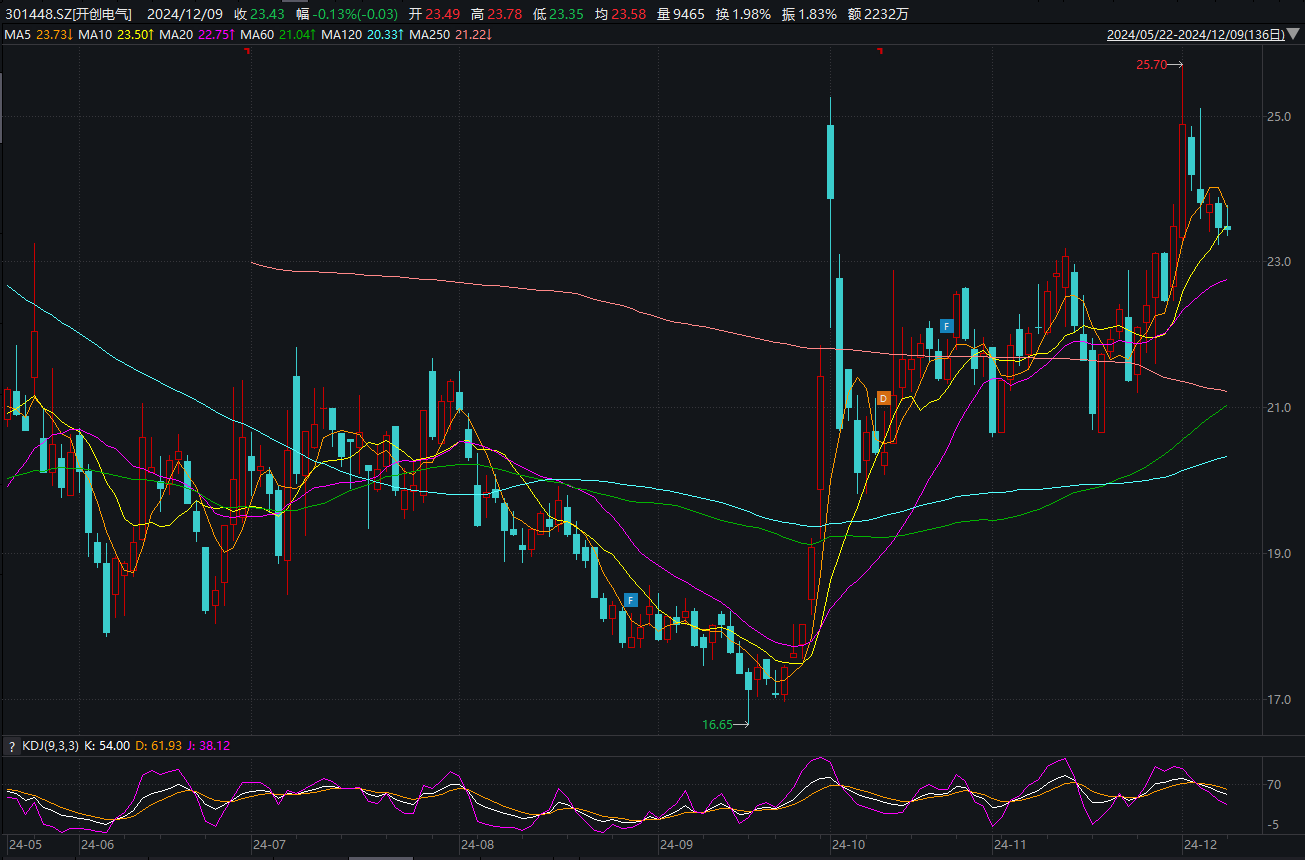 301448.SZ[开创电气] 2024/12/09 收 23.43 幅 -0.13%(-0.03) 开 23.49 高 23.78 低 23.35 均 23.58 量 9465 换 1.98% 振 1.83% 额 2232万
MA5 23.73↓ MA10 23.50↑ MA20 22.75↑ MA60 21.04↑ MA120 20.33↑ MA250 21.22↓ 2024/05/22-2024/12/09(136日)▼
25.70→
25.0
23.0
F
D
21.0
19.0
F
17.0
16.65→
? KDJ(9,3,3) K: 54.00 D: 61.93 J: 38.12
70
-5
24-05 24-06 24-07 24-08 24-09 24-10 24-11 24-12